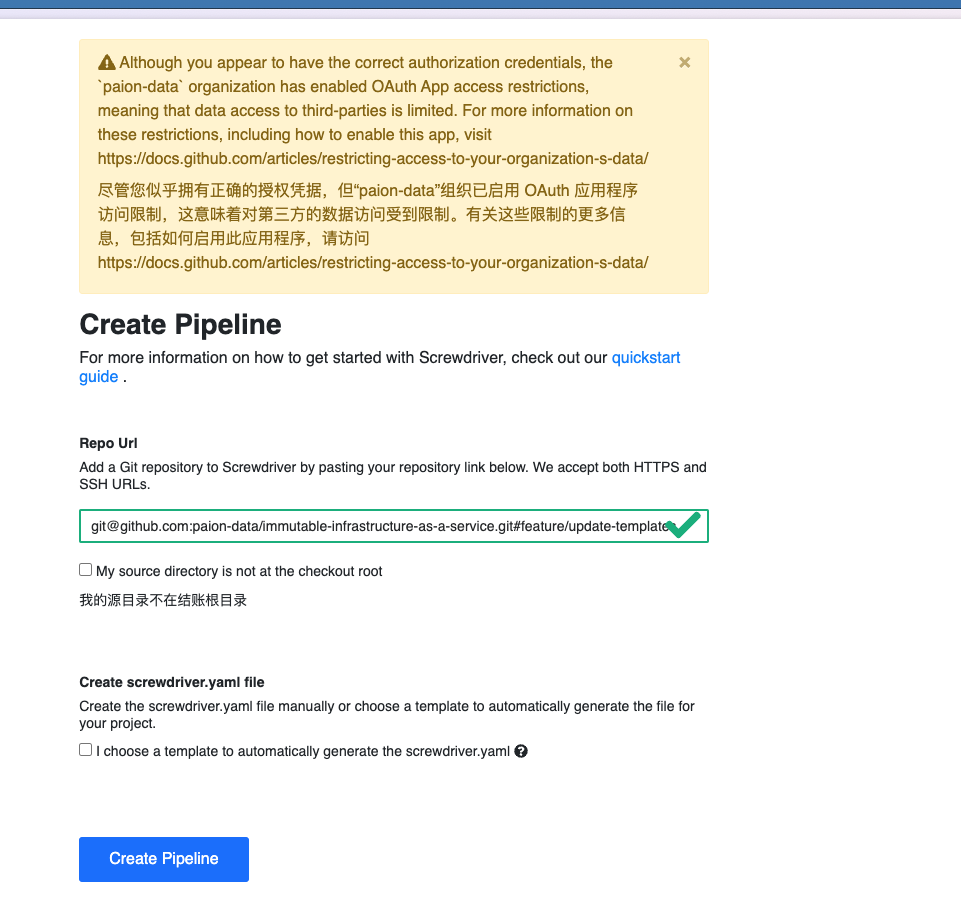 Although you appear to have the correct authorization credentials, the
`paion-data` organization has enabled OAuth App access restrictions,
meaning that data access to third-parties is limited. For more information on
these restrictions, including how to enable this app, visit
https://docs.github.com/articles/restricting-access-to-your-organization-s-data/
尽管您似乎拥有正确的授权凭据，但“paion-data”组织已启用 OAuth 应用程序
访问限制，这意味着对第三方的数据访问受到限制。有关这些限制的更多信
息，包括如何启用此应用程序，请访问
https://docs.github.com/articles/restricting-access-to-your-organization-s-data/
Create Pipeline
For more information on how to get started with Screwdriver, check out our quickstart
guide .
Repo Url
Add a Git repository to Screwdriver by pasting your repository link below. We accept both HTTPS and
SSH URLs.
git@github.com:paion-data/immutable-infrastructure-as-a-service.git#feature/update-template
My source directory is not at the checkout root
我的源目录不在结账根目录
Create screwdriver.yaml file
Create the screwdriver.yaml file manually or choose a template to automatically generate the file for
your project.
I choose a template to automatically generate the screwdriver.yaml
Create Pipeline